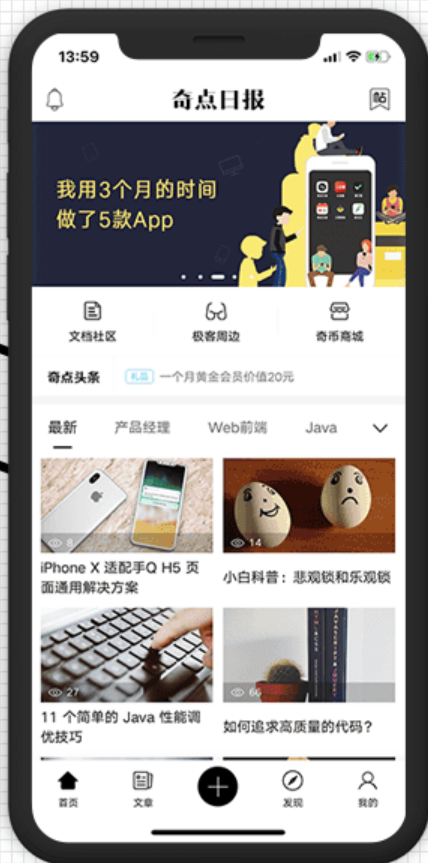 13:59
奇点日报
帖
我用3个月的时间
做了5款App
文档社区
极客周边
奇币商城
奇点头条
礼品
一个月黄金会员价值20元
最新
产品经理
Web前端
Java
8
14
iPhone X 适配手Q H5 页
面通用解决方案
小白科普：悲观锁和乐观锁
27
66
11 个简单的 Java 性能调
优技巧
如何追求高质量的代码？
首页
文章
发现
我的